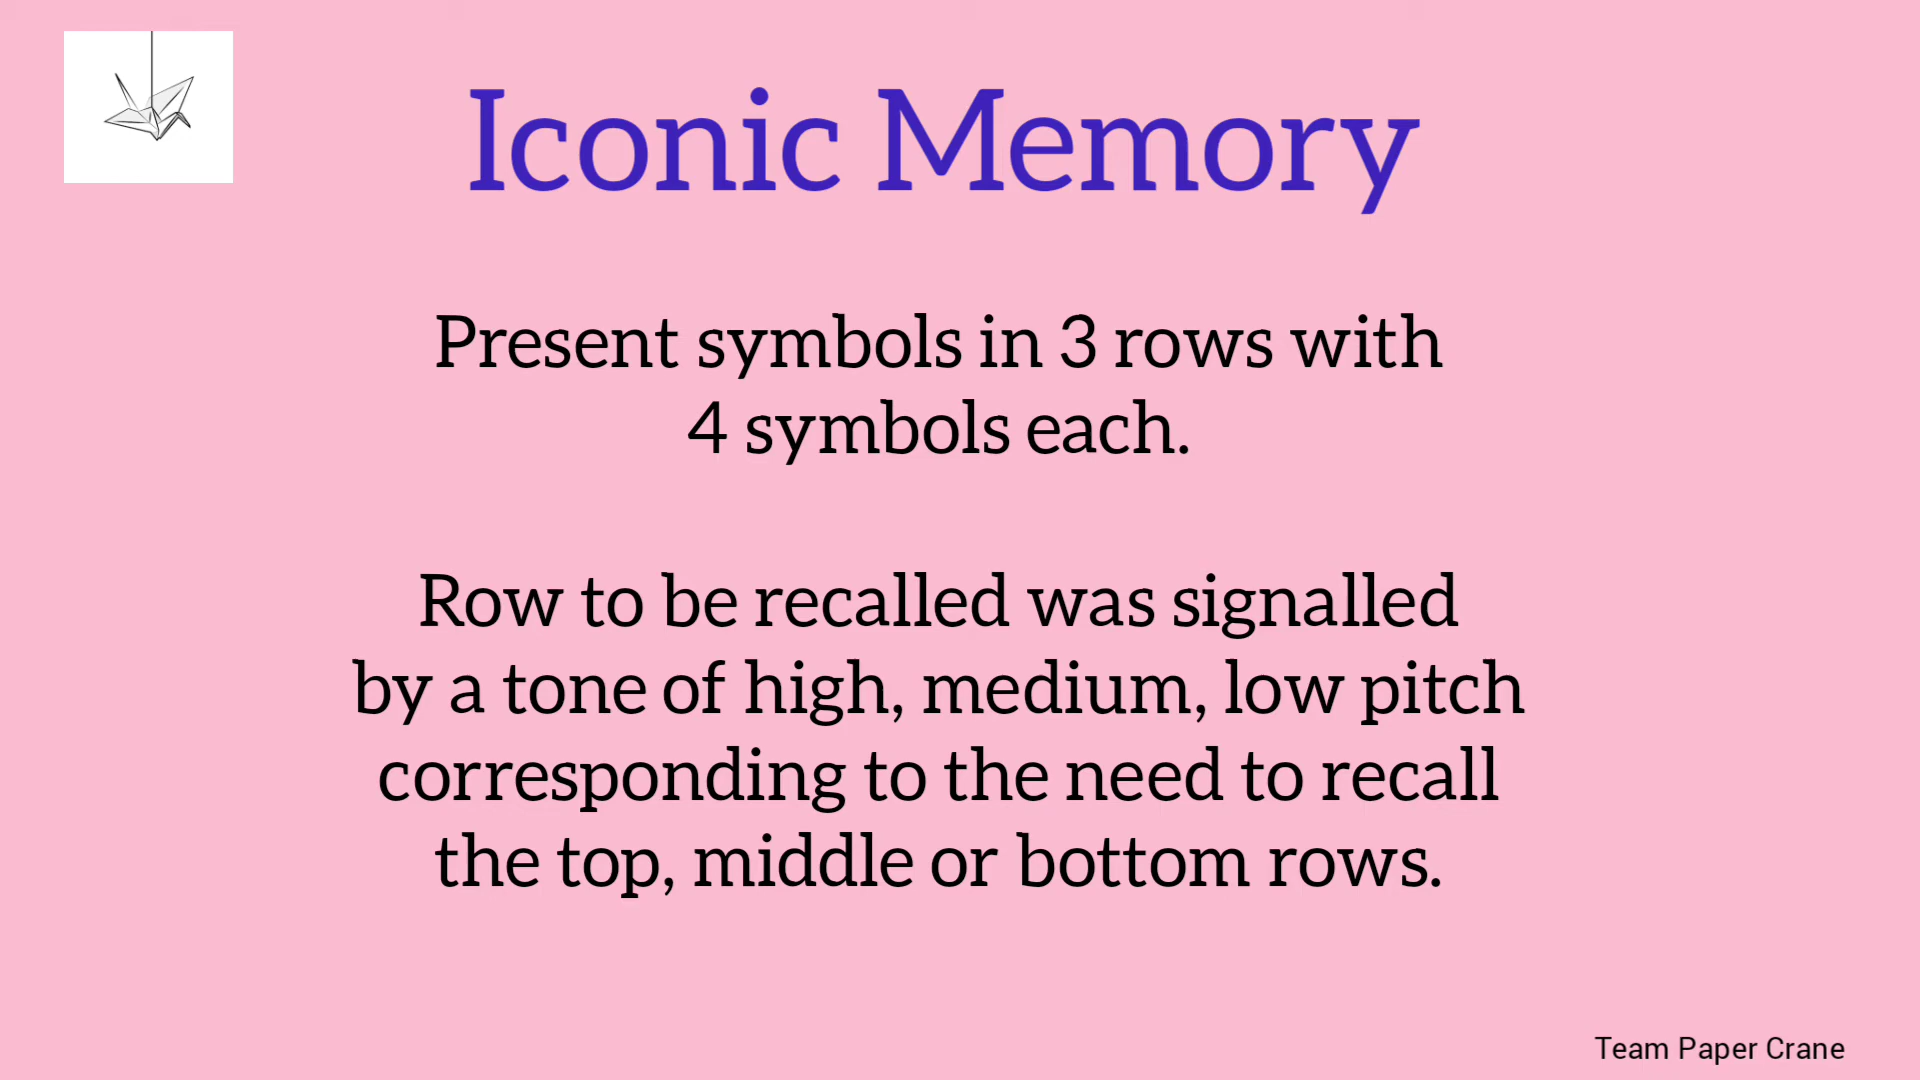 Iconic Memory
Present symbols in 3 rows with
4 symbols each.
Row to be recalled was signalled
by a tone of high, medium, low pitch
corresponding to the need to recall
the top, middle or bottom rows.
Team Paper Crane